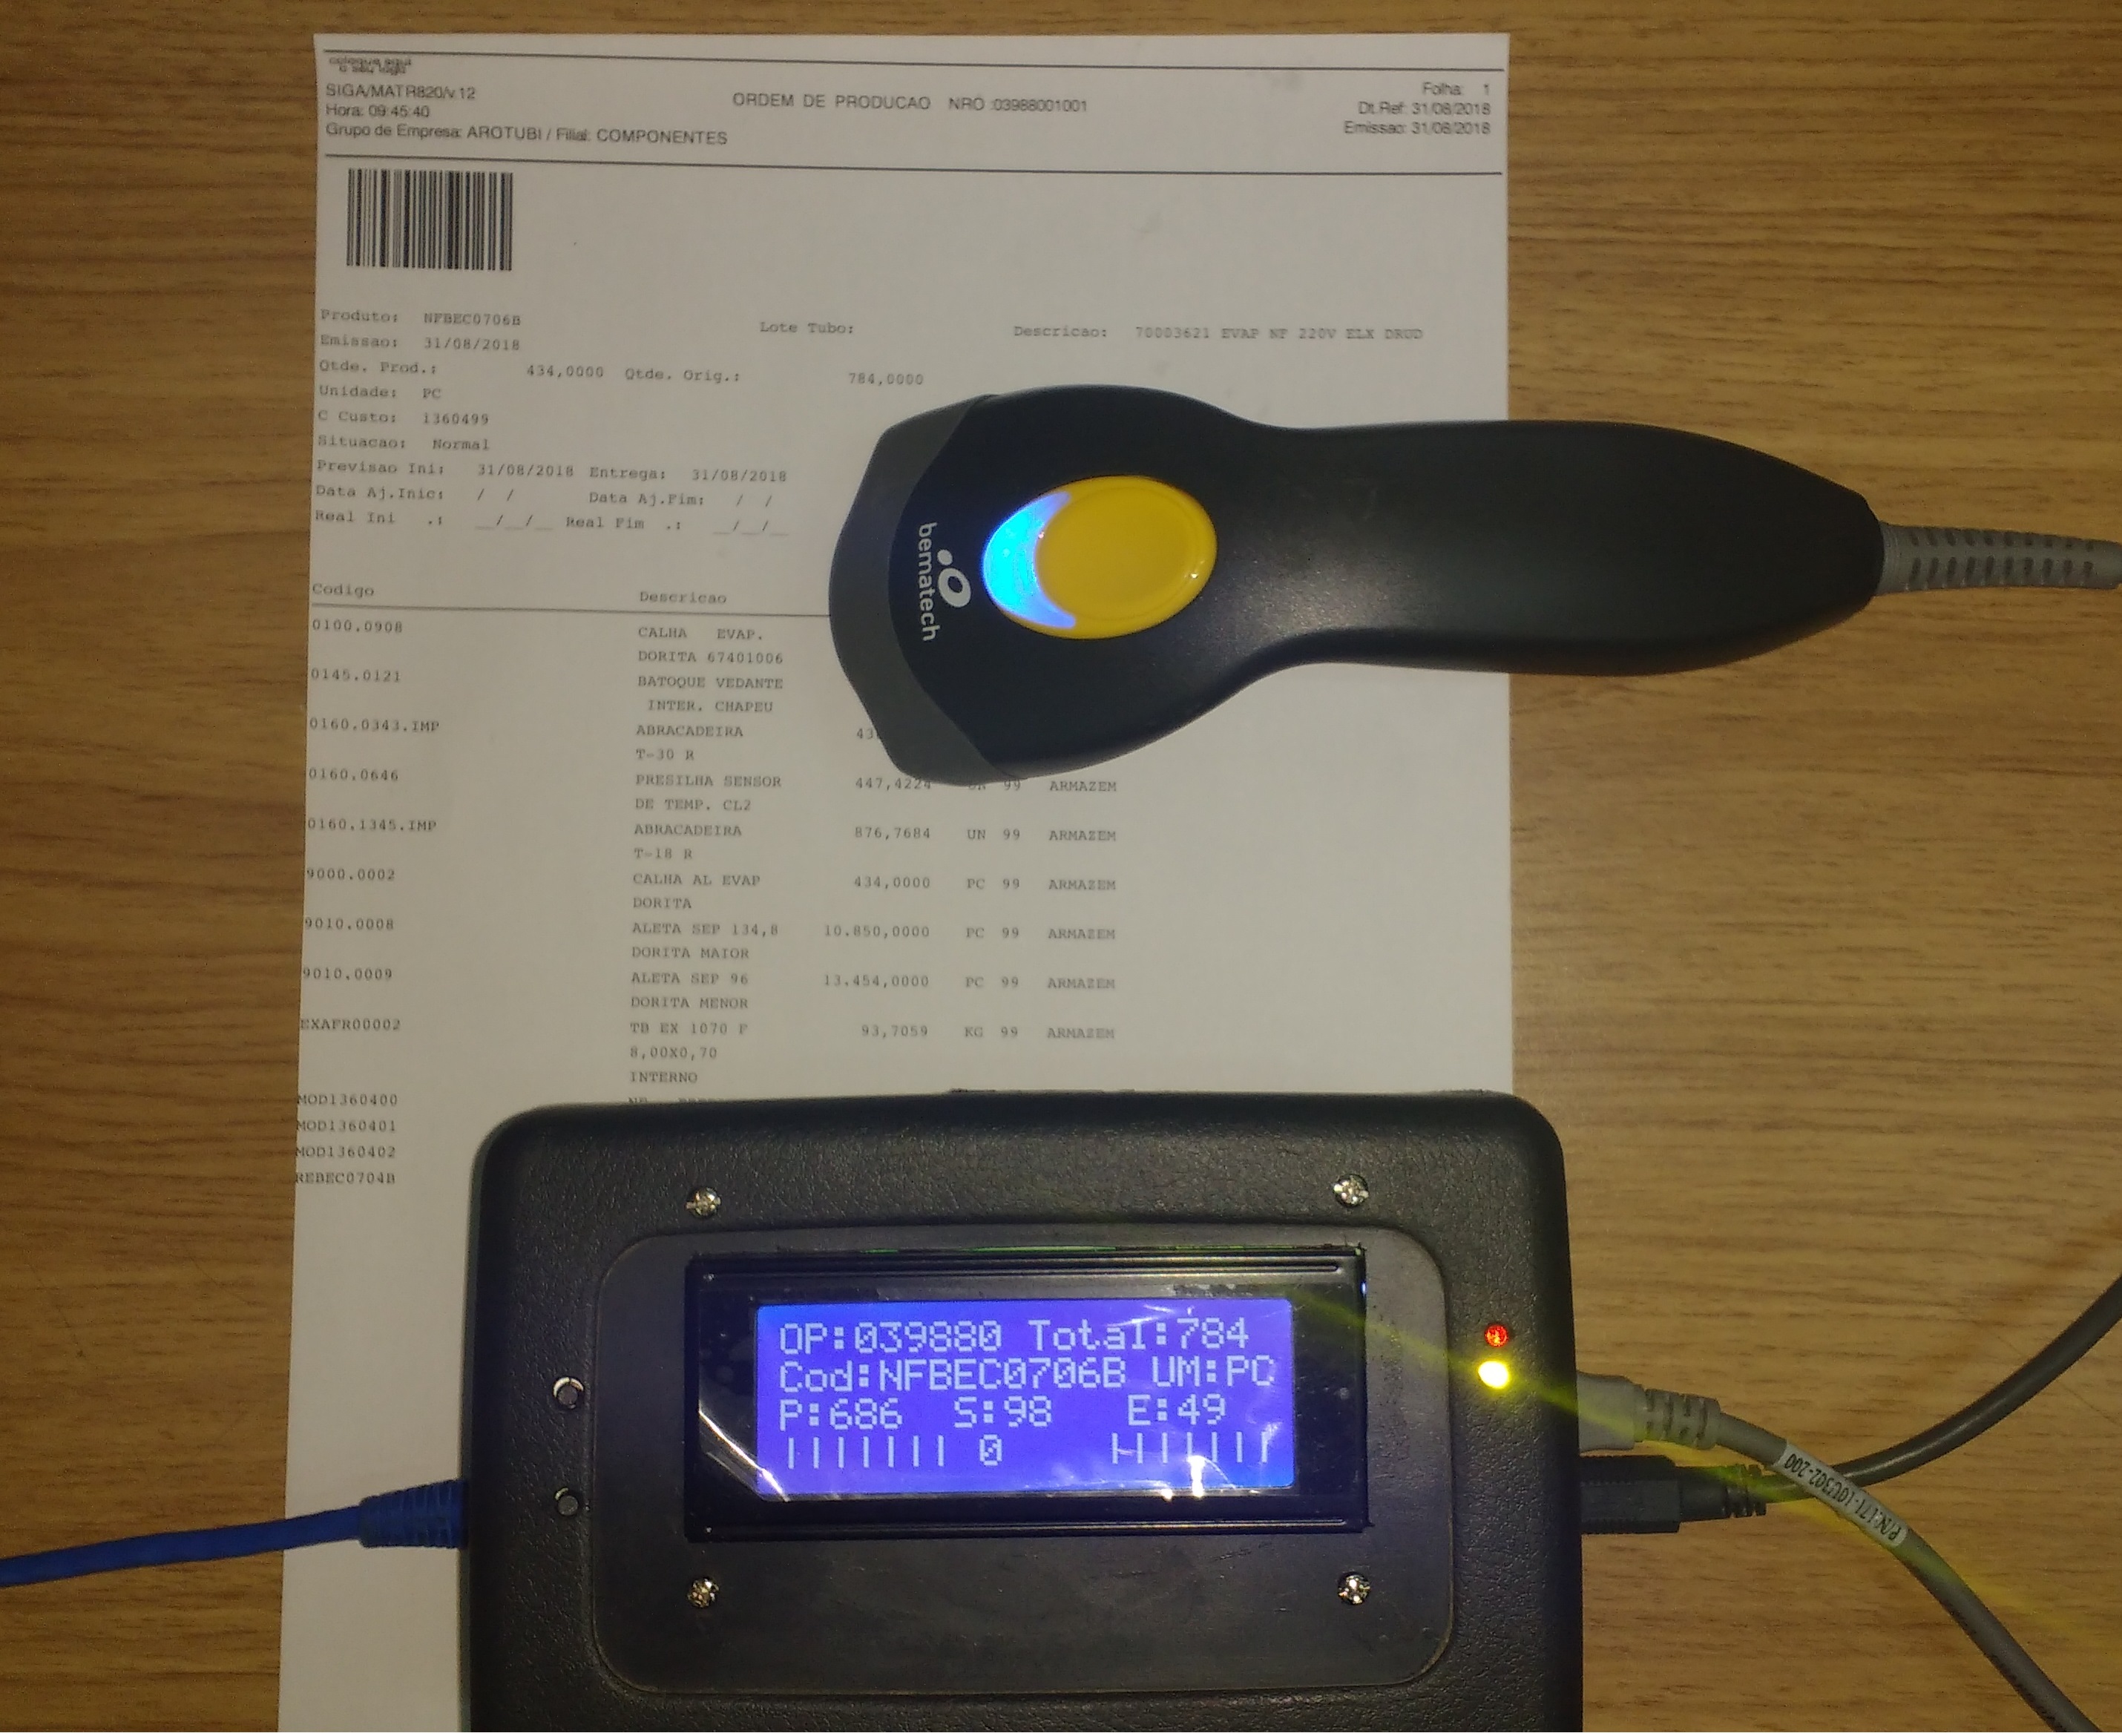 coloque aqui
o seu logo
SIGA/MATR820/v.12
Hora: 09:45:40
Grupo de Empresa: AROTUBI / Filial: COMPONENTES
ORDEM DE PRODUCAO NRO :03988001001
Folha: 1
Dt.Ref: 31/08/2018
Emissao: 31/08/2018
Produto: NFBEC0706B Lote Tubo: Descricao: 70003621 EVAP NF 220V ELX DRUD
Emissao: 31/08/2018
Qtde. Prod.: 434,0000 Qtde. Orig.: 784,0000
Unidade: PC
C Custo: 1360499
Situacao: Normal
Previsao Ini: 31/08/2018 Entrega: 31/08/2018
Data Aj.Inic: / / Data Aj.Fim: / /
Real Ini .: __/__/__ Real Fim .: __/__/__
Codigo Descricao
0100.0908 CALHA EVAP.
DORITA 67401006
0145.0121 BATOQUE VEDANTE
INTER. CHAPEU
0160.0343.IMP ABRACADEIRA
T-30 R
0160.0646 PRESILHA SENSOR 447,4224 UN 99 ARMAZEM
DE TEMP. CL2
0160.1345.IMP ABRACADEIRA 876,7684 UN 99 ARMAZEM
T-18 R
9000.0002 CALHA AL EVAP 434,0000 PC 99 ARMAZEM
DORITA
9010.0008 ALETA SEP 134,8 10.850,0000 PC 99 ARMAZEM
DORITA MAIOR
9010.0009 ALETA SEP 96 13.454,0000 PC 99 ARMAZEM
DORITA MENOR
EXAFR00002 TB EX 1070 F 93,7059 KG 99 ARMAZEM
8,00X0,70
INTERNO
MOD1360400
MOD1360401
MOD1360402
REBEC0704B
bematech
OP:039880 Total:784
Cod:NFBEC0706B UM:PC
P:686 S:98 E:49
||||||| 0 |||||||